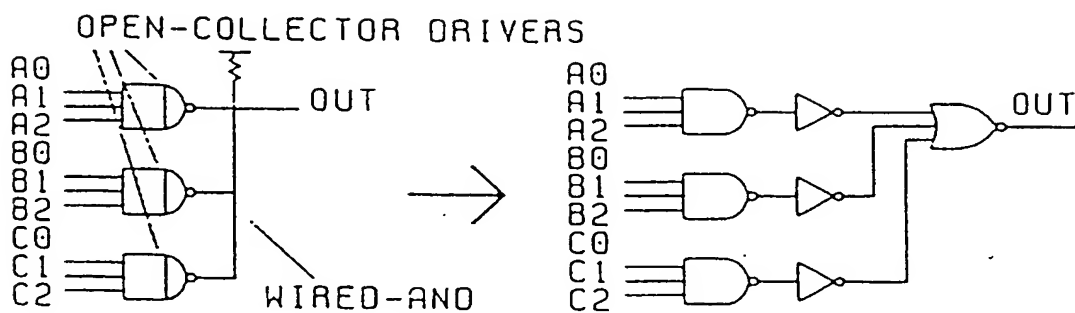 OPEN-COLLECTOR DRIVERS
A0
A1
A2
B0
B1
B2
C0
C1
C2
OUT
WIRED-AND
A0
A1
A2
B0
B1
B2
C0
C1
C2
OUT